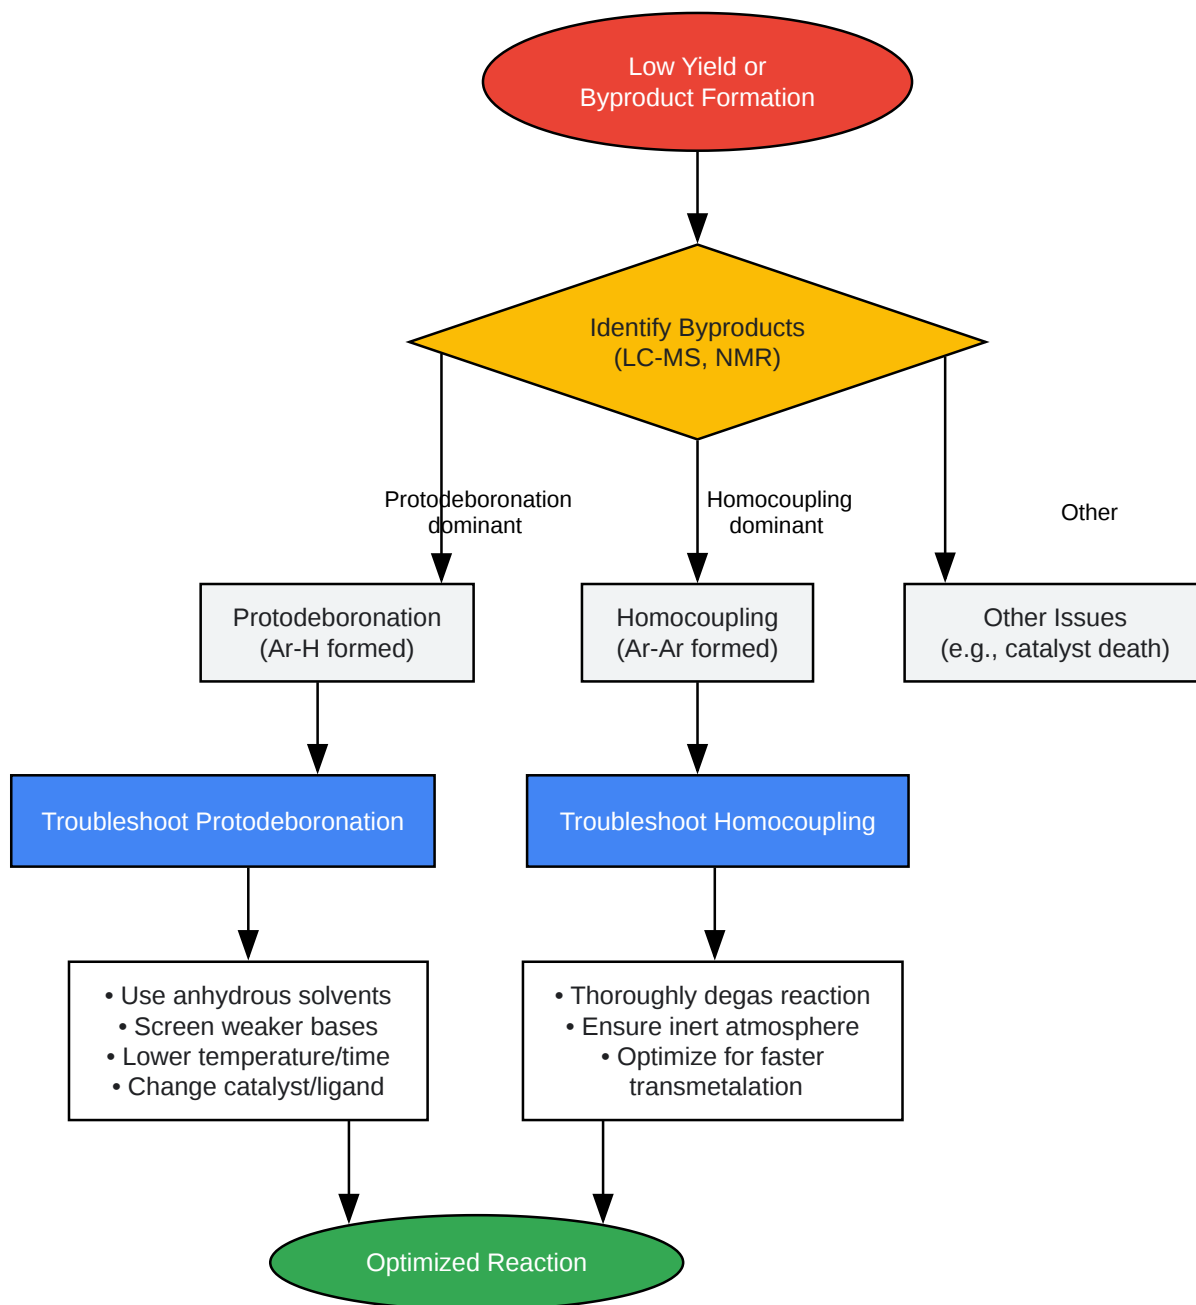 Low Yield or
Byproduct Formation
Identify Byproducts
(LC-MS, NMR)
Protodeboronation
dominant
Homocoupling
dominant
Other
Protodeboronation
(Ar-H formed)
Homocoupling
(Ar-Ar formed)
Other Issues
(e.g., catalyst death)
Troubleshoot Protodeboronation
Troubleshoot Homocoupling
• Use anhydrous solvents
• Screen weaker bases
• Lower temperature/time
• Change catalyst/ligand
• Thoroughly degas reaction
• Ensure inert atmosphere
• Optimize for faster
transmetalation
Optimized Reaction